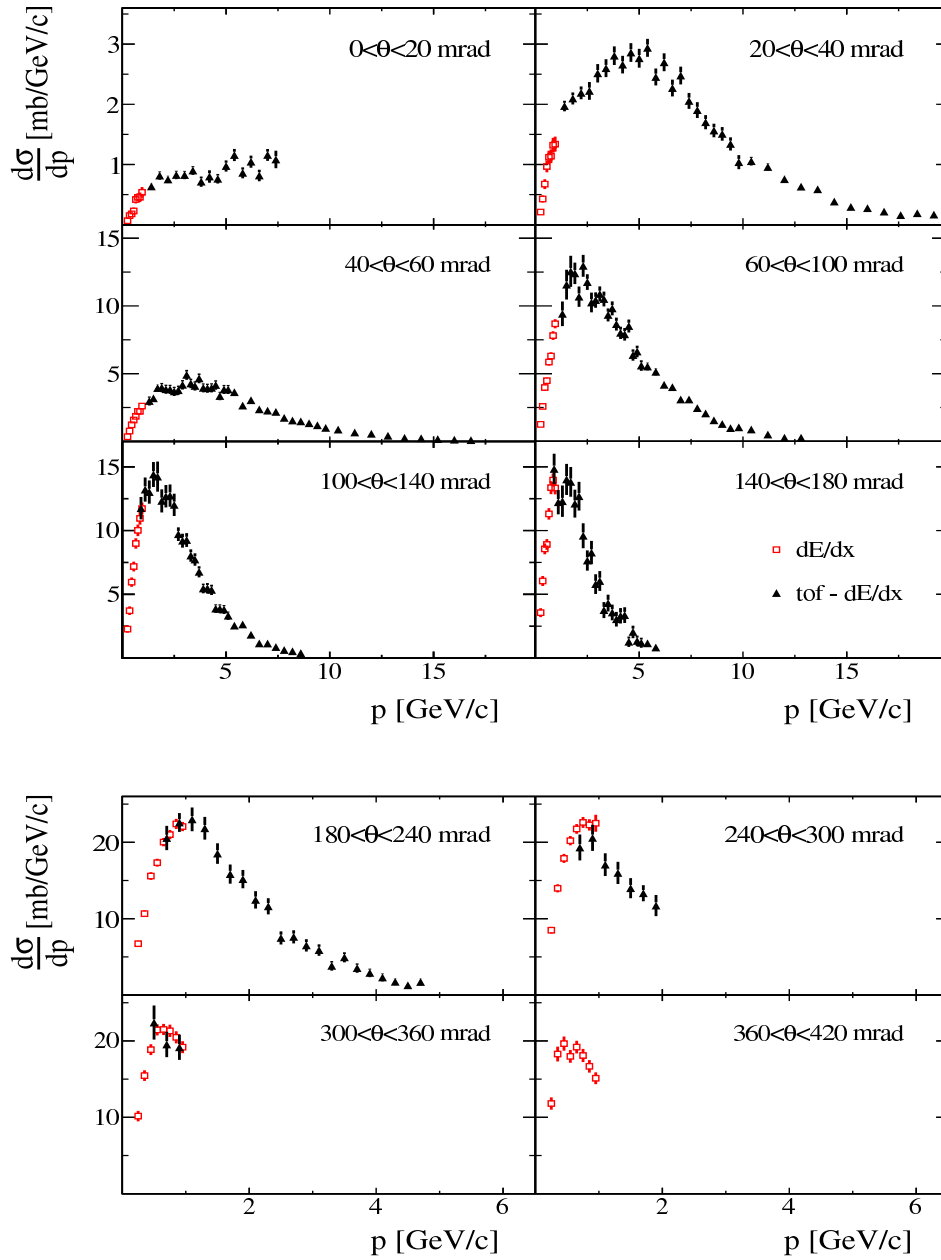 dσ/dp [mb/GeV/c]
3
2
1
0<θ<20 mrad
20<θ<40 mrad
15
10
5
40<θ<60 mrad
60<θ<100 mrad
15
10
5
100<θ<140 mrad
140<θ<180 mrad
dE/dx
tof - dE/dx
5 10 15
5 10 15
p [GeV/c]
p [GeV/c]
dσ/dp [mb/GeV/c]
20
10
180<θ<240 mrad
240<θ<300 mrad
20
10
300<θ<360 mrad
360<θ<420 mrad
2 4 6
2 4 6
p [GeV/c]
p [GeV/c]